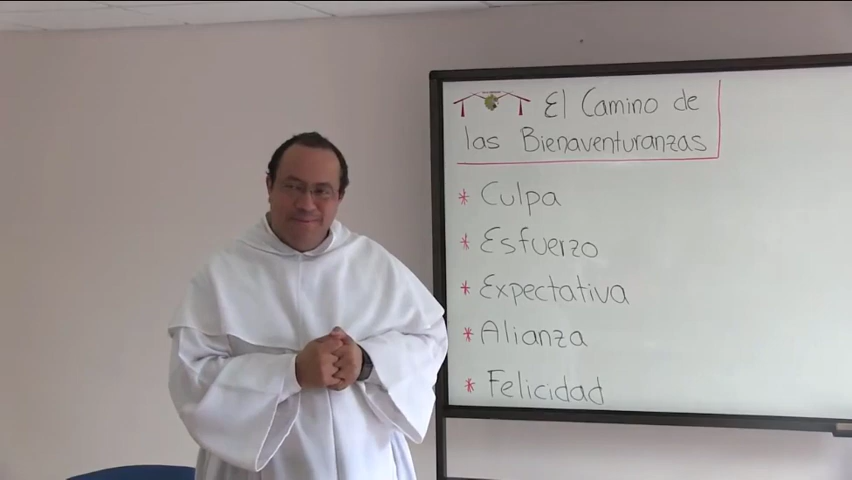 El Camino de
las Bienaventuranzas
* Culpa
* Esfuerzo
* Expectativa
* Alianza
* Felicidad